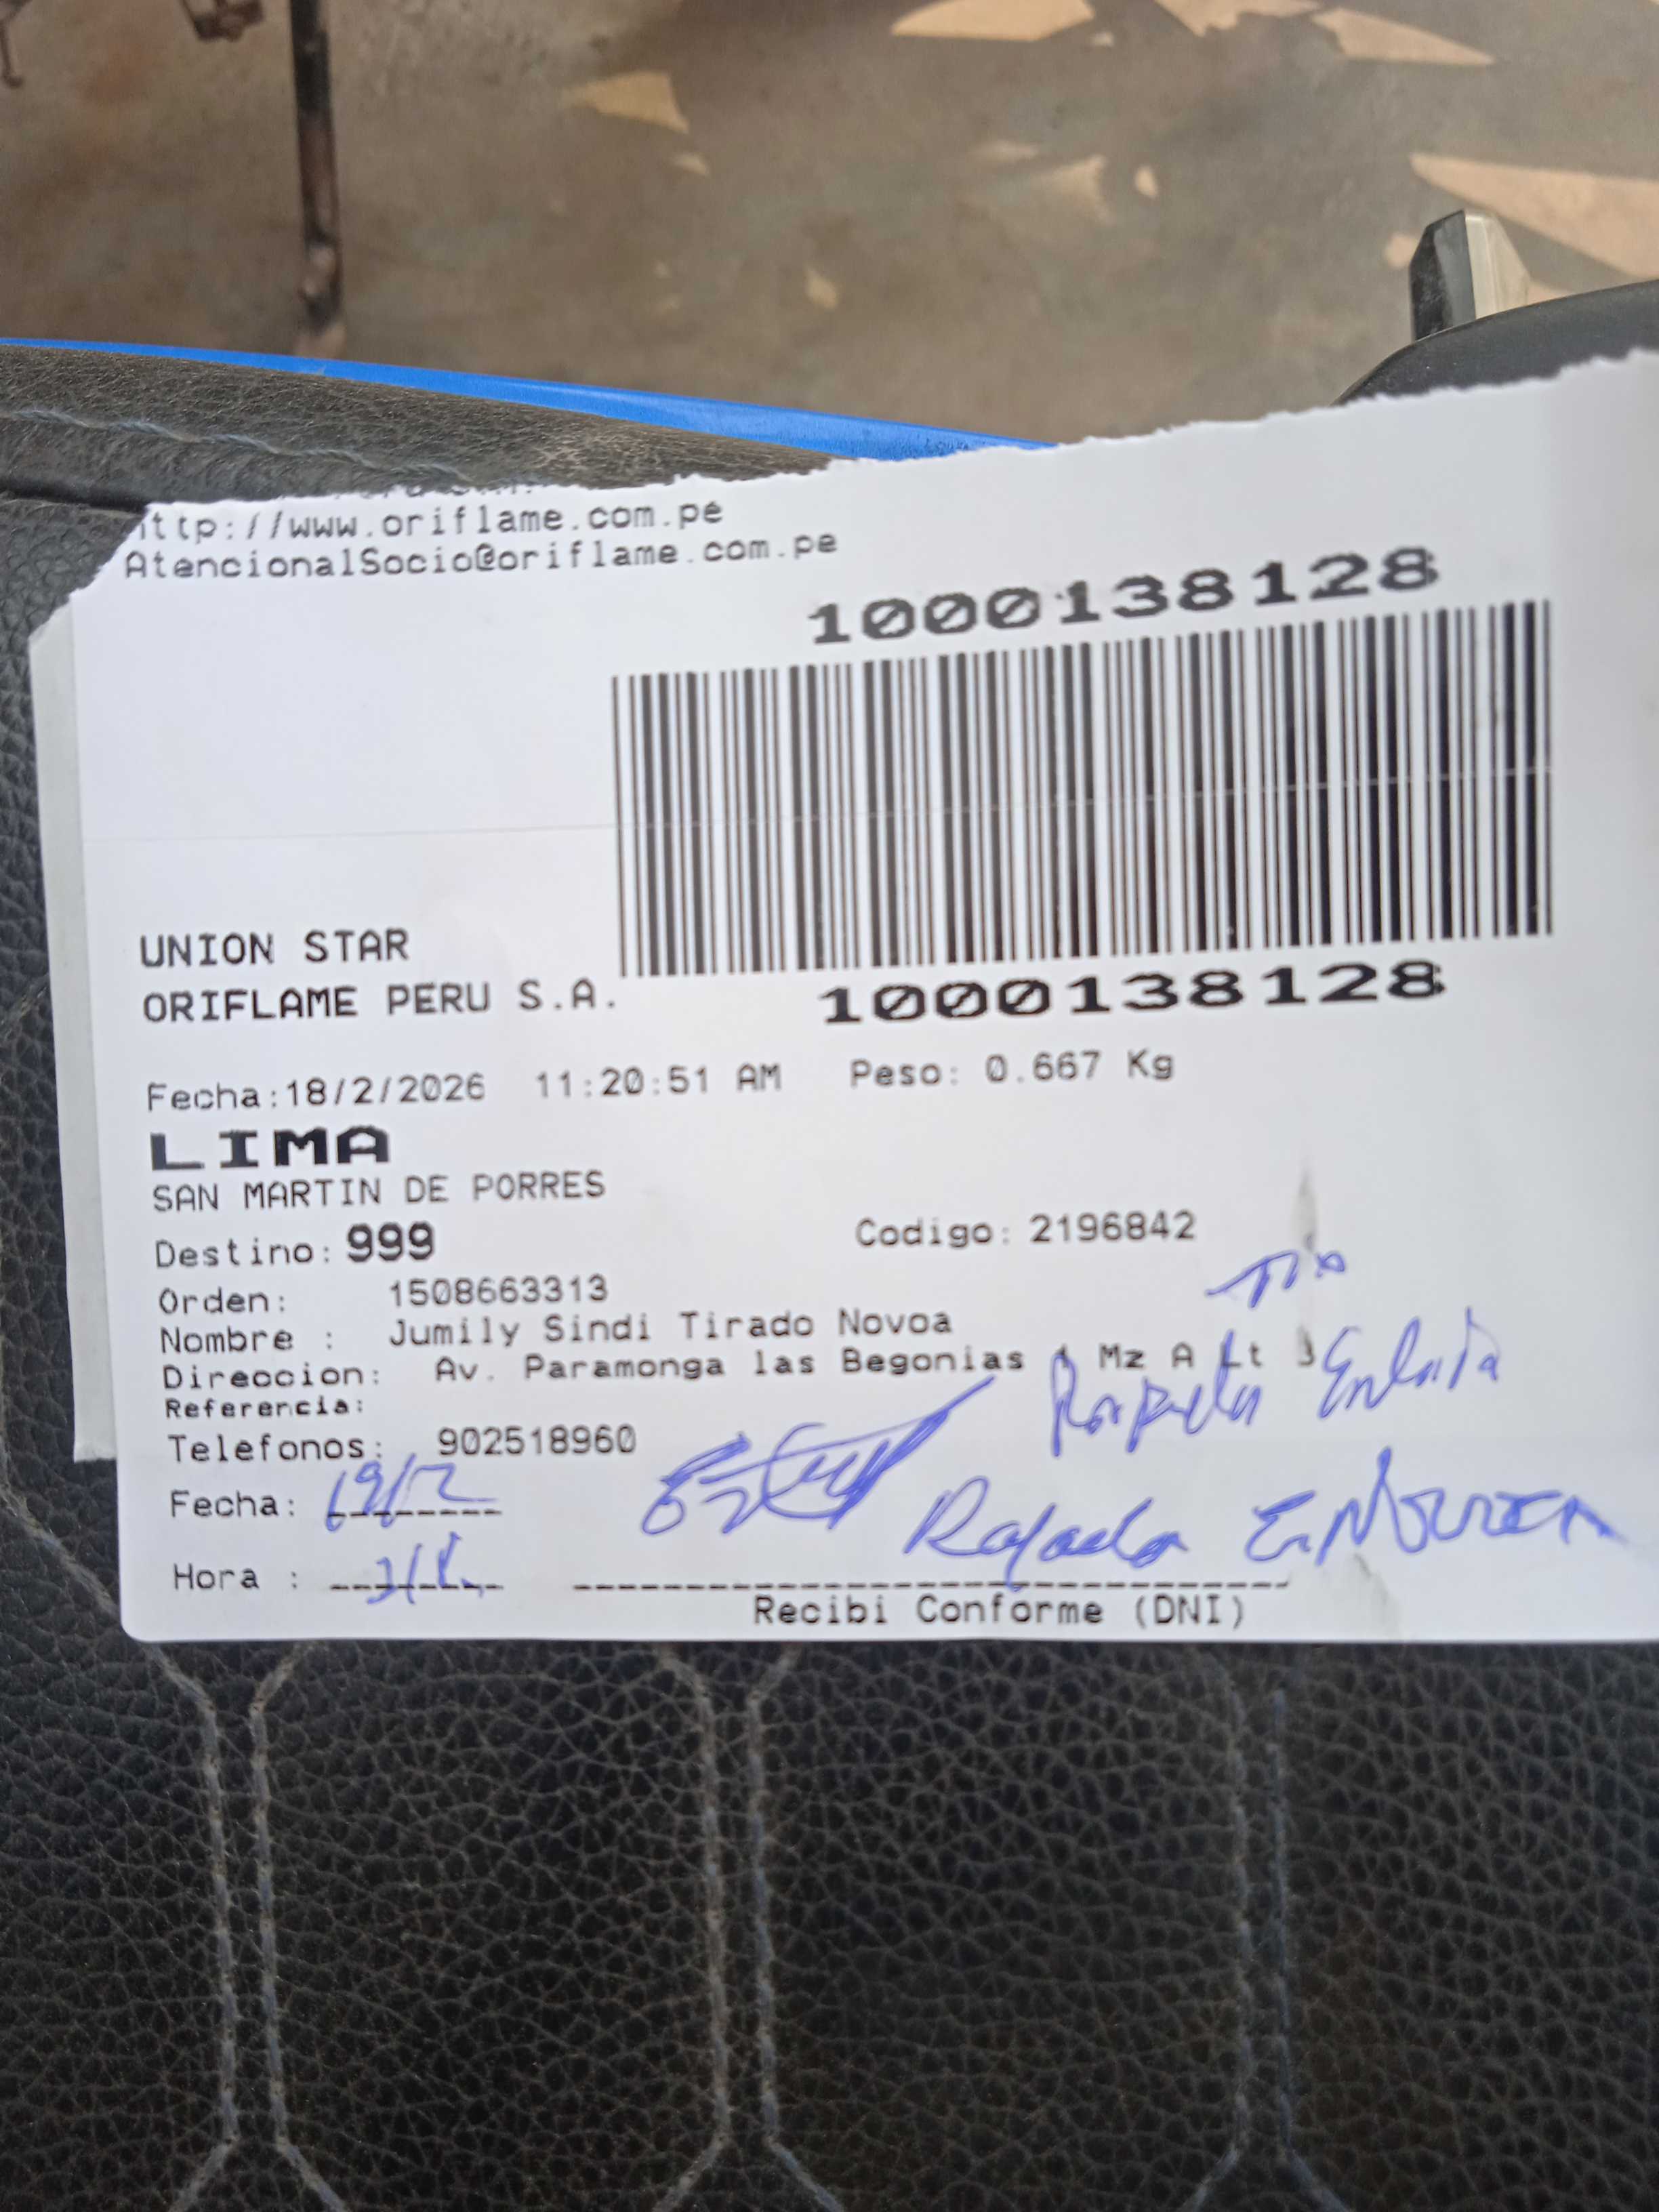 http://www.oriflame.com.pe
AtencionalSocio@oriflame.com.pe
1000138128
1000138128
UNION STAR
ORIFLAME PERU S.A.
Fecha:18/2/2026 11:20:51 AM Peso: 0.667 Kg
LIMA
SAN MARTIN DE PORRES
Destino: 999 Codigo: 2196842
Orden: 1508663313
Nombre : Jumily Sindi Tirado Novoa
Direccion: Av. Paramonga las Begonias Mz A Lt
Referencia:
Telefonos: 902518960
Tio
Fecha: 19/2
Rafaela
Hora :
Recibi Conforme (DNI)